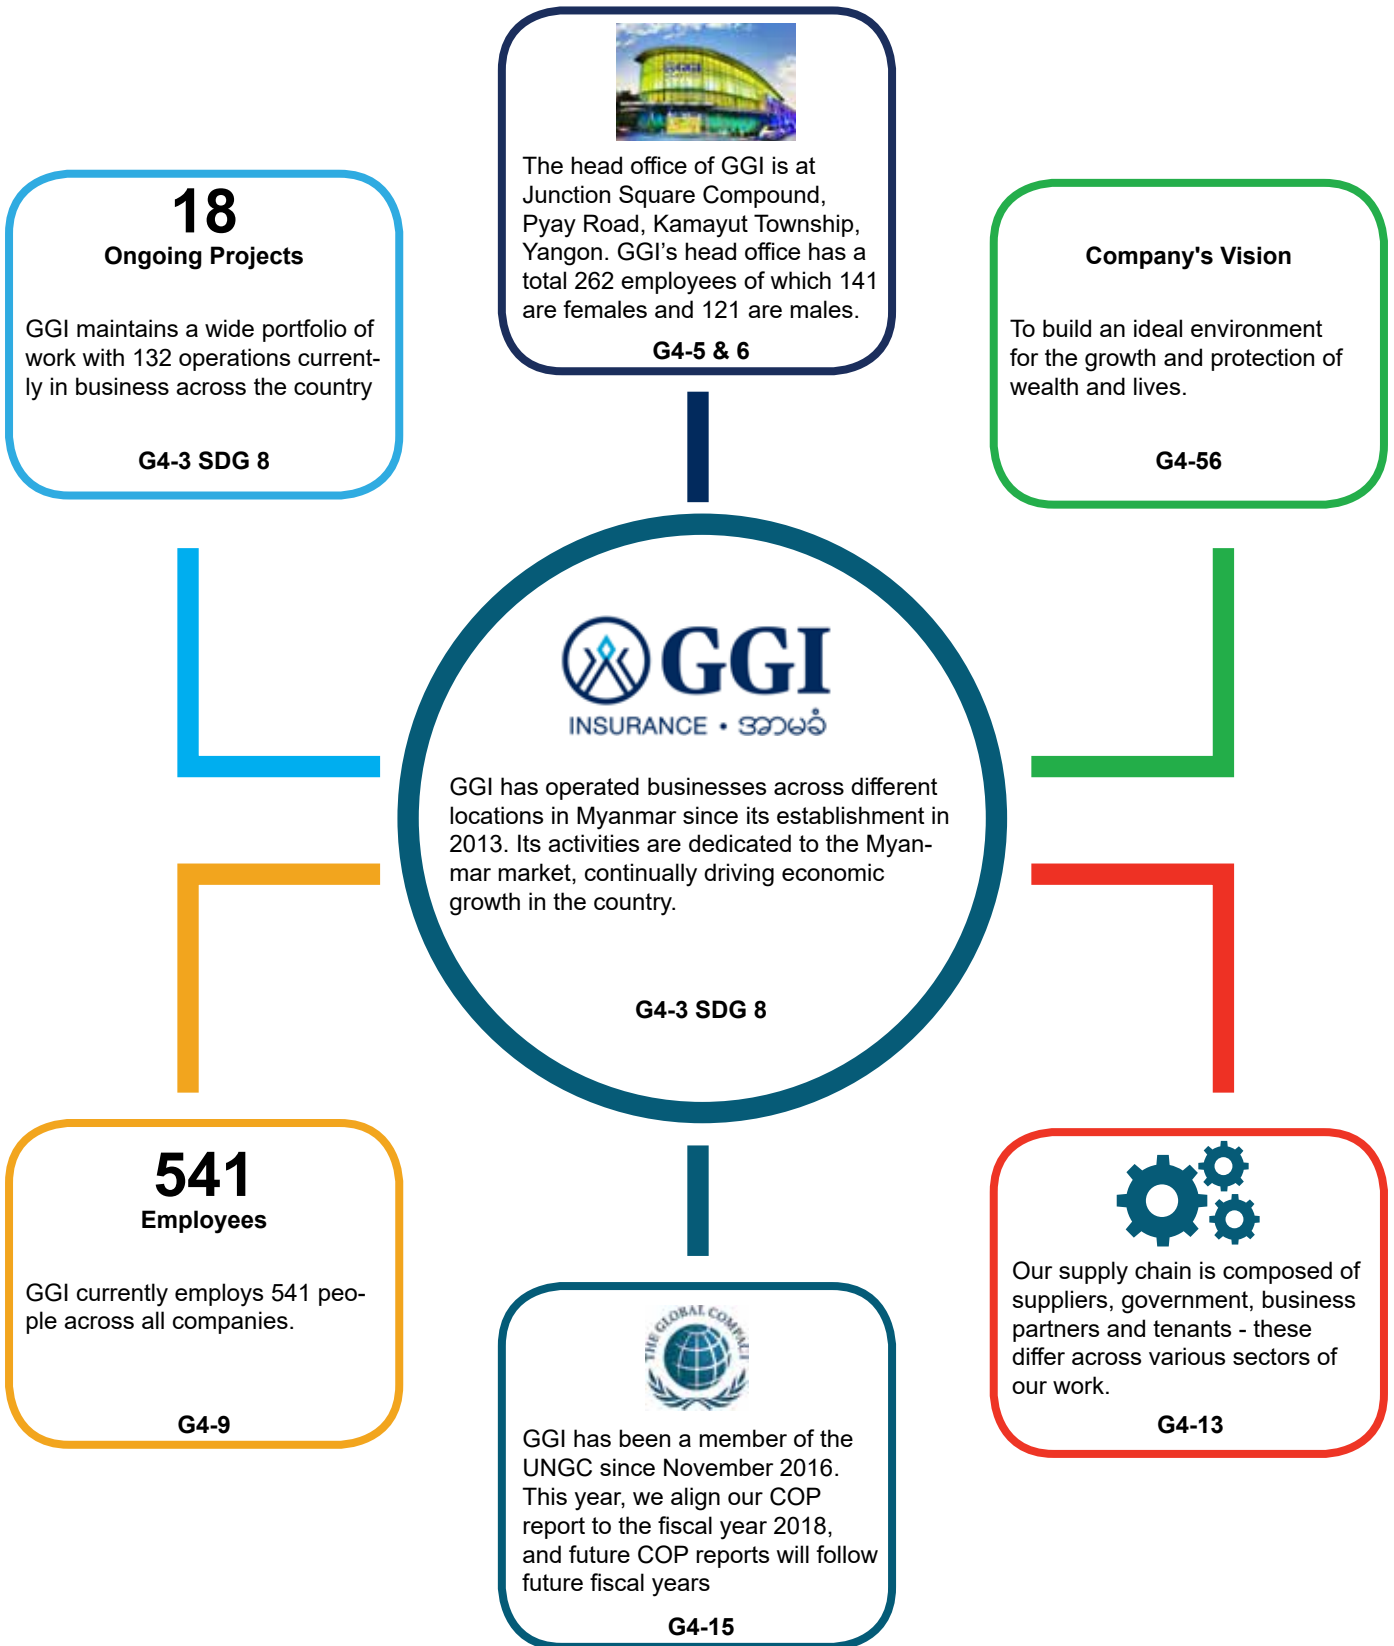 GGI
The head office of GGI is at
Junction Square Compound,
Pyay Road, Kamayut Township,
Yangon. GGI’s head office has a
total 262 employees of which 141
are females and 121 are males.
G4-5 & 6
18
Ongoing Projects
GGI maintains a wide portfolio of
work with 132 operations current-
ly in business across the country
G4-3 SDG 8
Company's Vision
To build an ideal environment
for the growth and protection of
wealth and lives.
G4-56
GGI
INSURANCE • အာမခံ
GGI has operated businesses across different
locations in Myanmar since its establishment in
2013. Its activities are dedicated to the Myan-
mar market, continually driving economic
growth in the country.
G4-3 SDG 8
541
Employees
GGI currently employs 541 peo-
ple across all companies.
G4-9
THE GLOBAL COMPACT
GGI has been a member of the
UNGC since November 2016.
This year, we align our COP
report to the fiscal year 2018,
and future COP reports will follow
future fiscal years
G4-15
Our supply chain is composed of
suppliers, government, business
partners and tenants - these
differ across various sectors of
our work.
G4-13